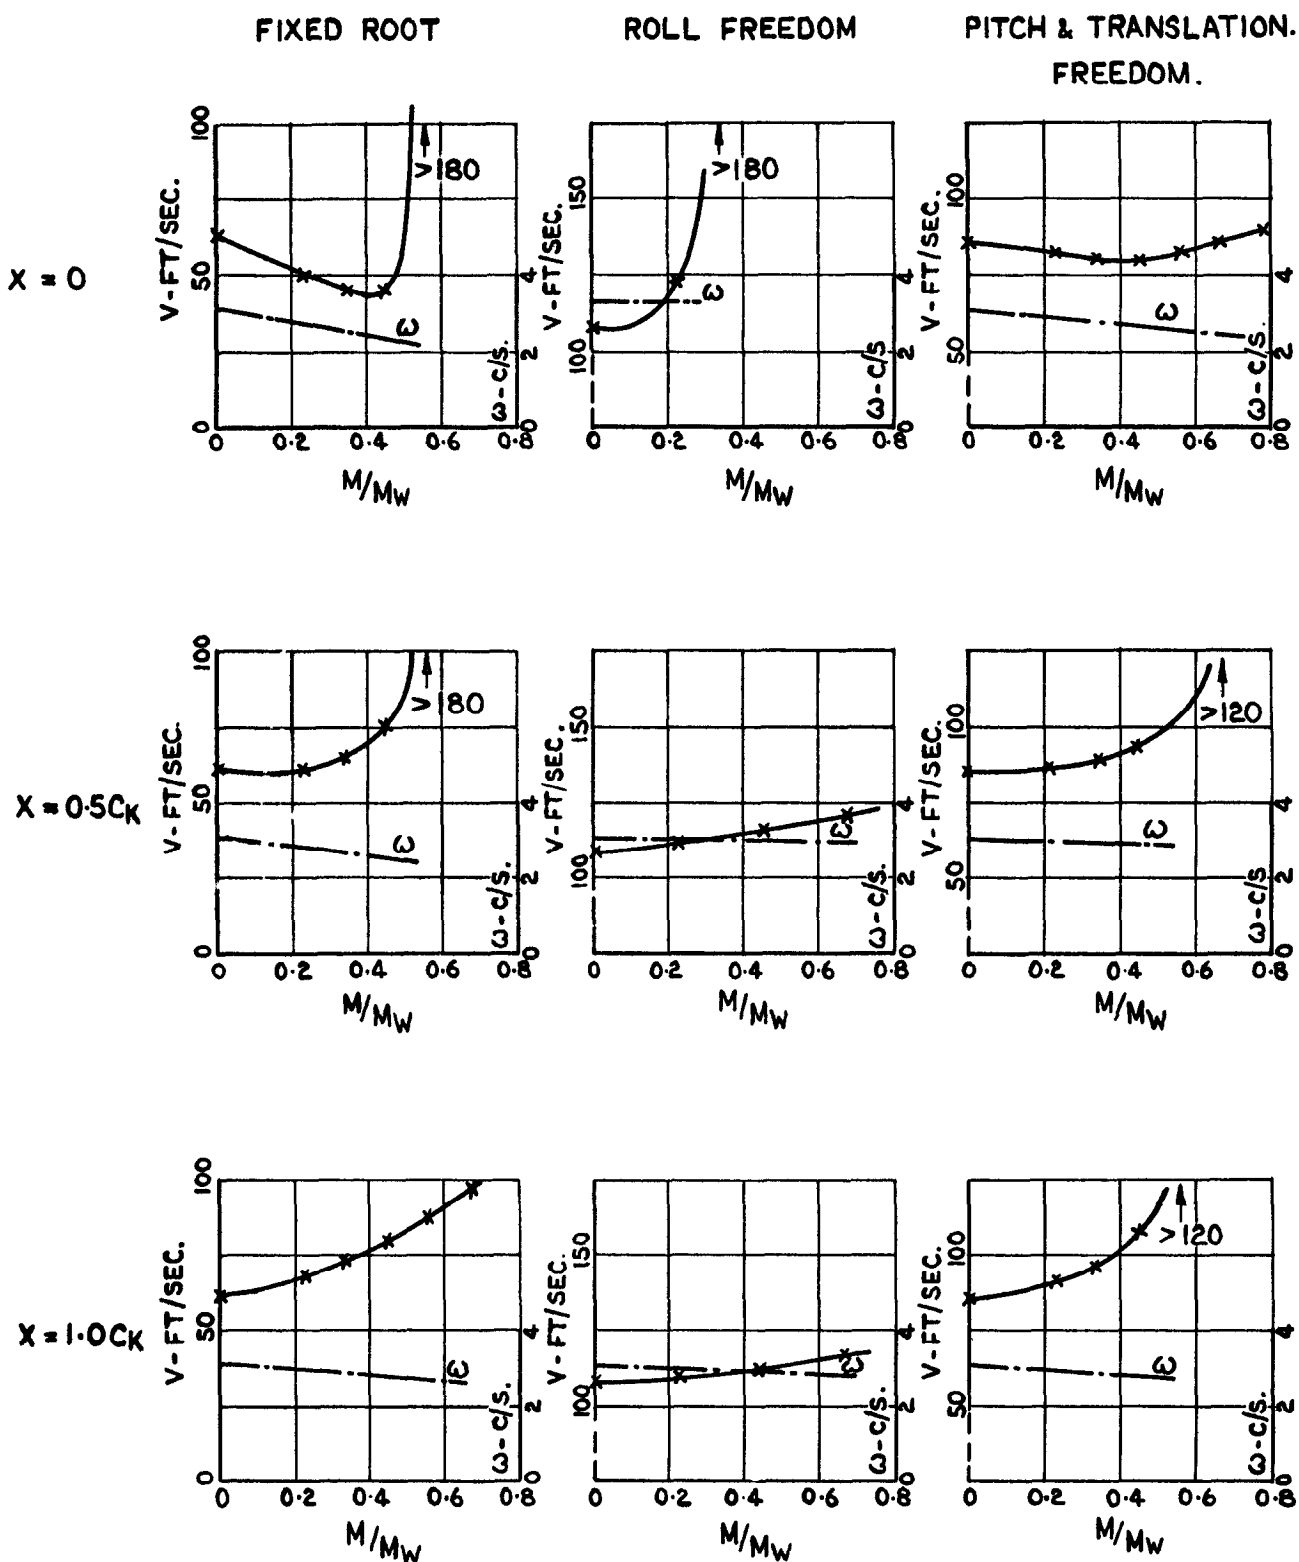 FIXED ROOT
ROLL FREEDOM
PITCH & TRANSLATION.
FREEDOM.
X = 0
V-FT/SEC.
0 50 100
>180
ω
ω-c/s
0 2 4
0 0.2 0.4 0.6 0.8
M/MW
V-FT/SEC.
100 150
>180
ω
ω-c/s
0 2 4
0 0.2 0.4 0.6 0.8
M/MW
V-FT/SEC.
50 100
ω
ω-c/s.
0 2 4
0 0.2 0.4 0.6 0.8
M/MW
X = 0.5CK
V-FT/SEC.
0 50 100
>180
ω
ω-c/s.
0 2 4
0 0.2 0.4 0.6 0.8
M/MW
V-FT/SEC.
100 150
ω
ω-c/s.
0 2 4
0 0.2 0.4 0.6 0.8
M/MW
V-FT/SEC.
50 100
>120
ω
ω-c/s.
0 2 4
0 0.2 0.4 0.6 0.8
M/MW
X = 1.0CK
V-FT/SEC.
0 50 100
ω
ω-c/s.
0 2 4
0 0.2 0.4 0.6 0.8
M/MW
V-FT/SEC.
100 150
ω
ω-c/s.
0 2 4
0 0.2 0.4 0.6 0.8
M/MW
V-FT/SEC.
50 100
>120
ω
ω-c/s.
0 2 4
0 0.2 0.4 0.6 0.8
M/MW